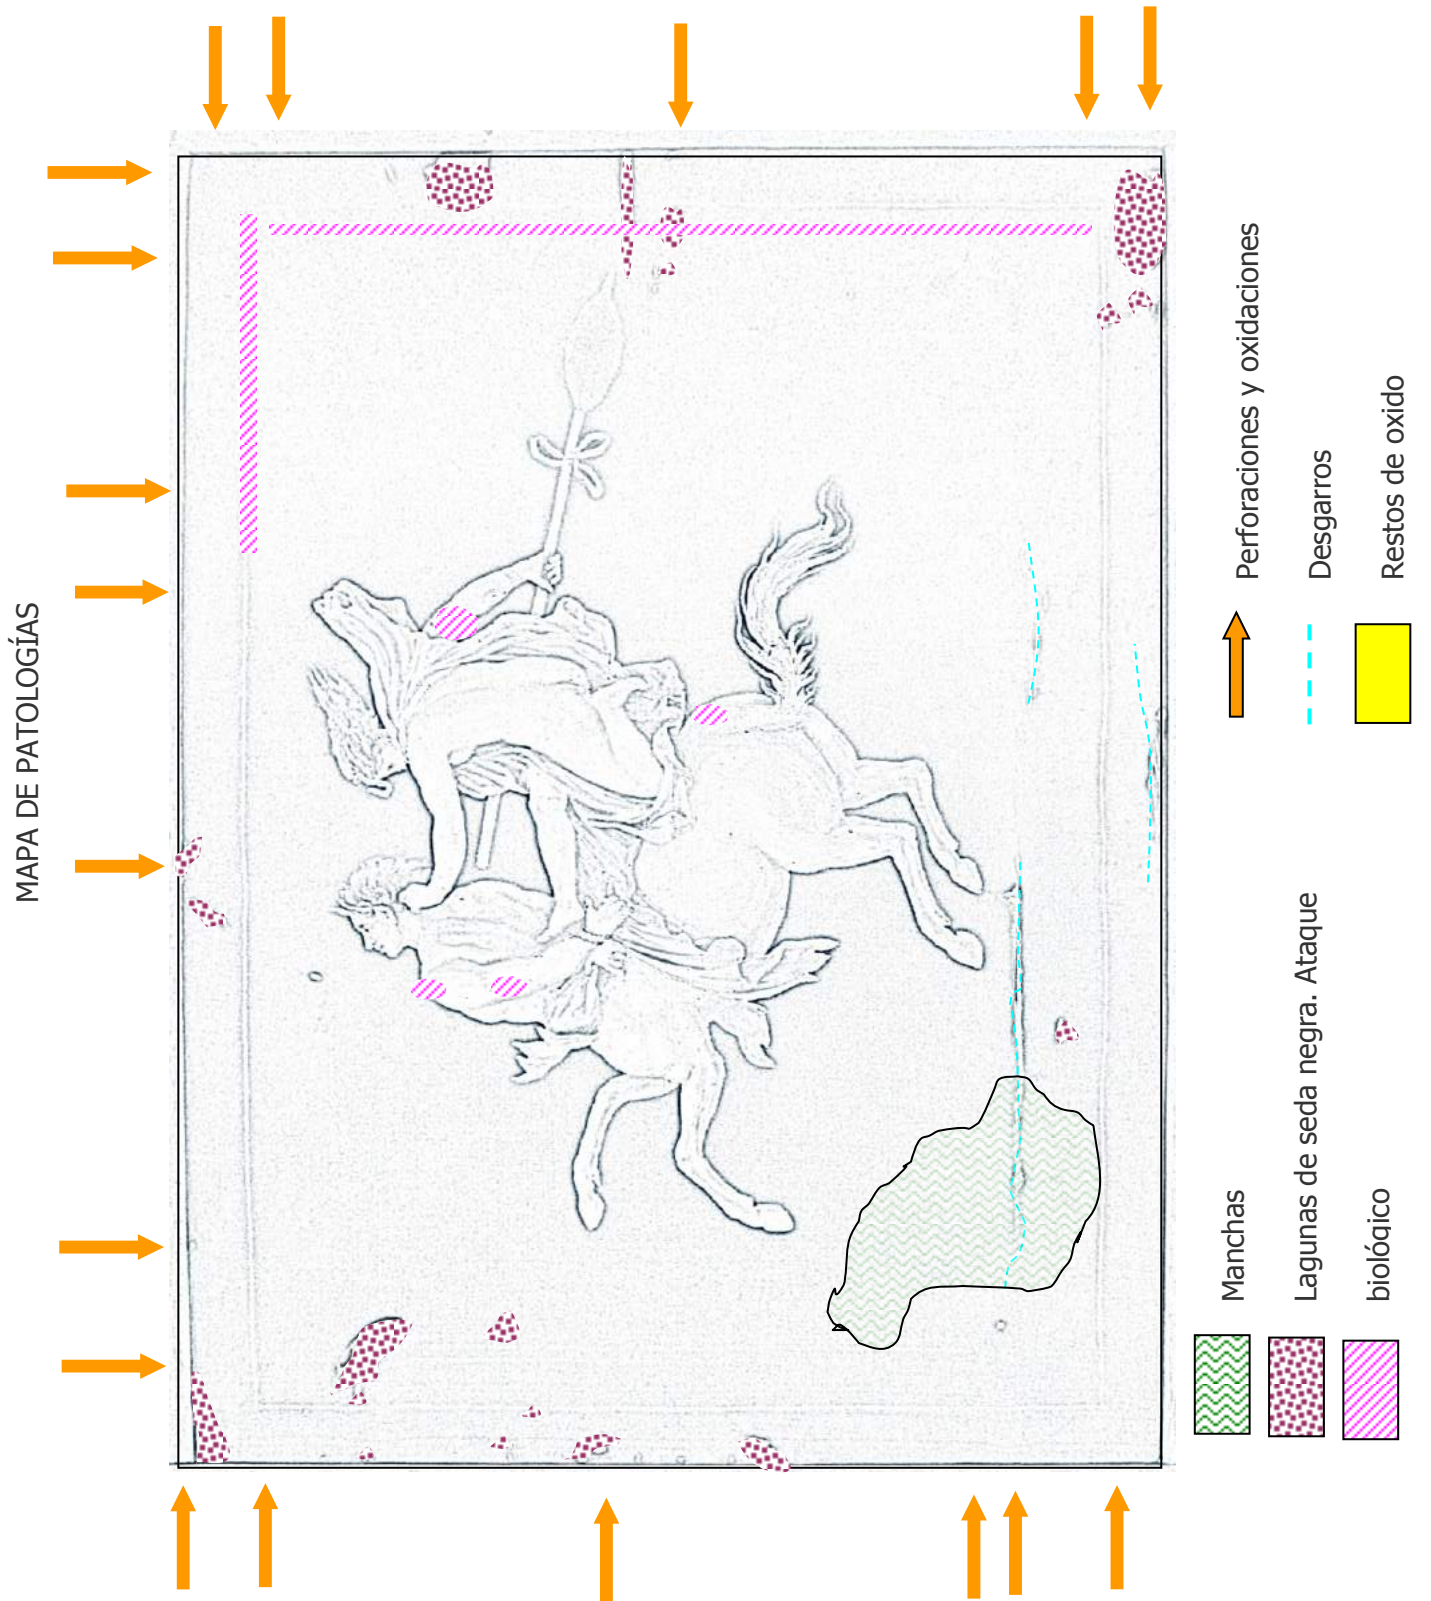 MAPA DE PATOLOGÍAS
Manchas
Lagunas de seda negra. Ataque
biológico
Perforaciones y oxidaciones
Desgarros
Restos de oxido